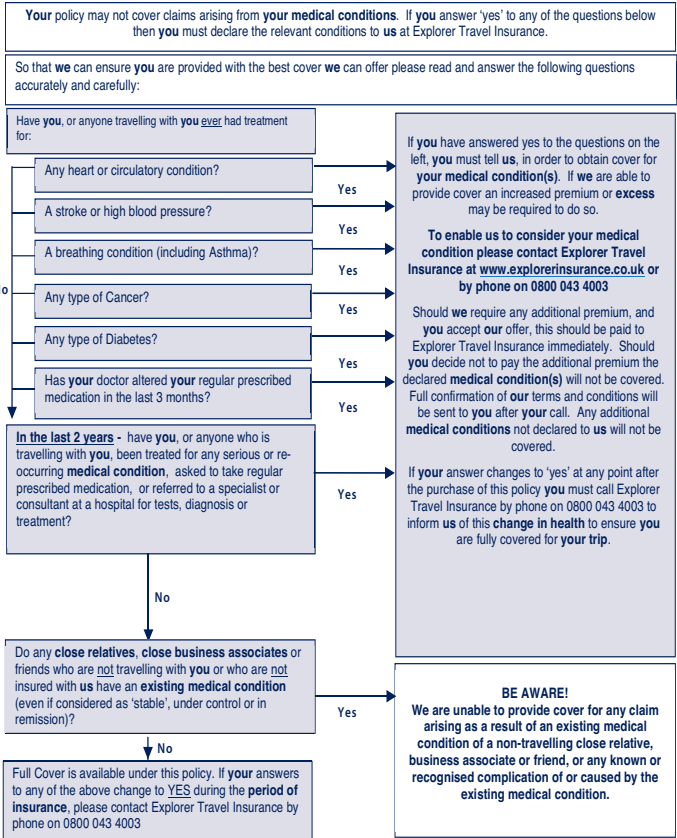 Your policy may not cover claims arising from your medical conditions. If you answer 'yes' to any of the questions below
then you must declare the relevant conditions to us at Explorer Travel Insurance.
So that we can ensure you are provided with the best cover we can offer please read and answer the following questions
accurately and carefully:
Have you, or anyone travelling with you ever had treatment
for:
Any heart or circulatory condition?
Yes
A stroke or high blood pressure?
Yes
A breathing condition (including Asthma)?
Yes
o
Any type of Cancer?
Yes
Any type of Diabetes?
Yes
Has your doctor altered your regular prescribed
medication in the last 3 months?
Yes
In the last 2 years - have you, or anyone who is
travelling with you, been treated for any serious or re-
occurring medical condition, asked to take regular
prescribed medication, or referred to a specialist or
consultant at a hospital for tests, diagnosis or
treatment?
Yes
If you have answered yes to the questions on the
left, you must tell us, in order to obtain cover for
your medical condition(s). If we are able to
provide cover an increased premium or excess
may be required to do so.
To enable us to consider your medical
condition please contact Explorer Travel
Insurance at www.explorerinsurance.co.uk or
by phone on 0800 043 4003
Should we require any additional premium, and
you accept our offer, this should be paid to
Explorer Travel Insurance immediately. Should
you decide not to pay the additional premium the
declared medical condition(s) will not be covered.
Full confirmation of our terms and conditions will
be sent to you after your call. Any additional
medical conditions not declared to us will not be
covered.
If your answer changes to 'yes' at any point after
the purchase of this policy you must call Explorer
Travel Insurance by phone on 0800 043 4003 to
inform us of this change in health to ensure you
are fully covered for your trip.
No
Do any close relatives, close business associates or
friends who are not travelling with you or who are not
insured with us have an existing medical condition
(even if considered as 'stable', under control or in
remission)?
Yes
BE AWARE!
We are unable to provide cover for any claim
arising as a result of an existing medical
condition of a non-travelling close relative,
business associate or friend, or any known or
recognised complication of or caused by the
existing medical condition.
No
Full Cover is available under this policy. If your answers
to any of the above change to YES during the period of
insurance, please contact Explorer Travel Insurance by
phone on 0800 043 4003